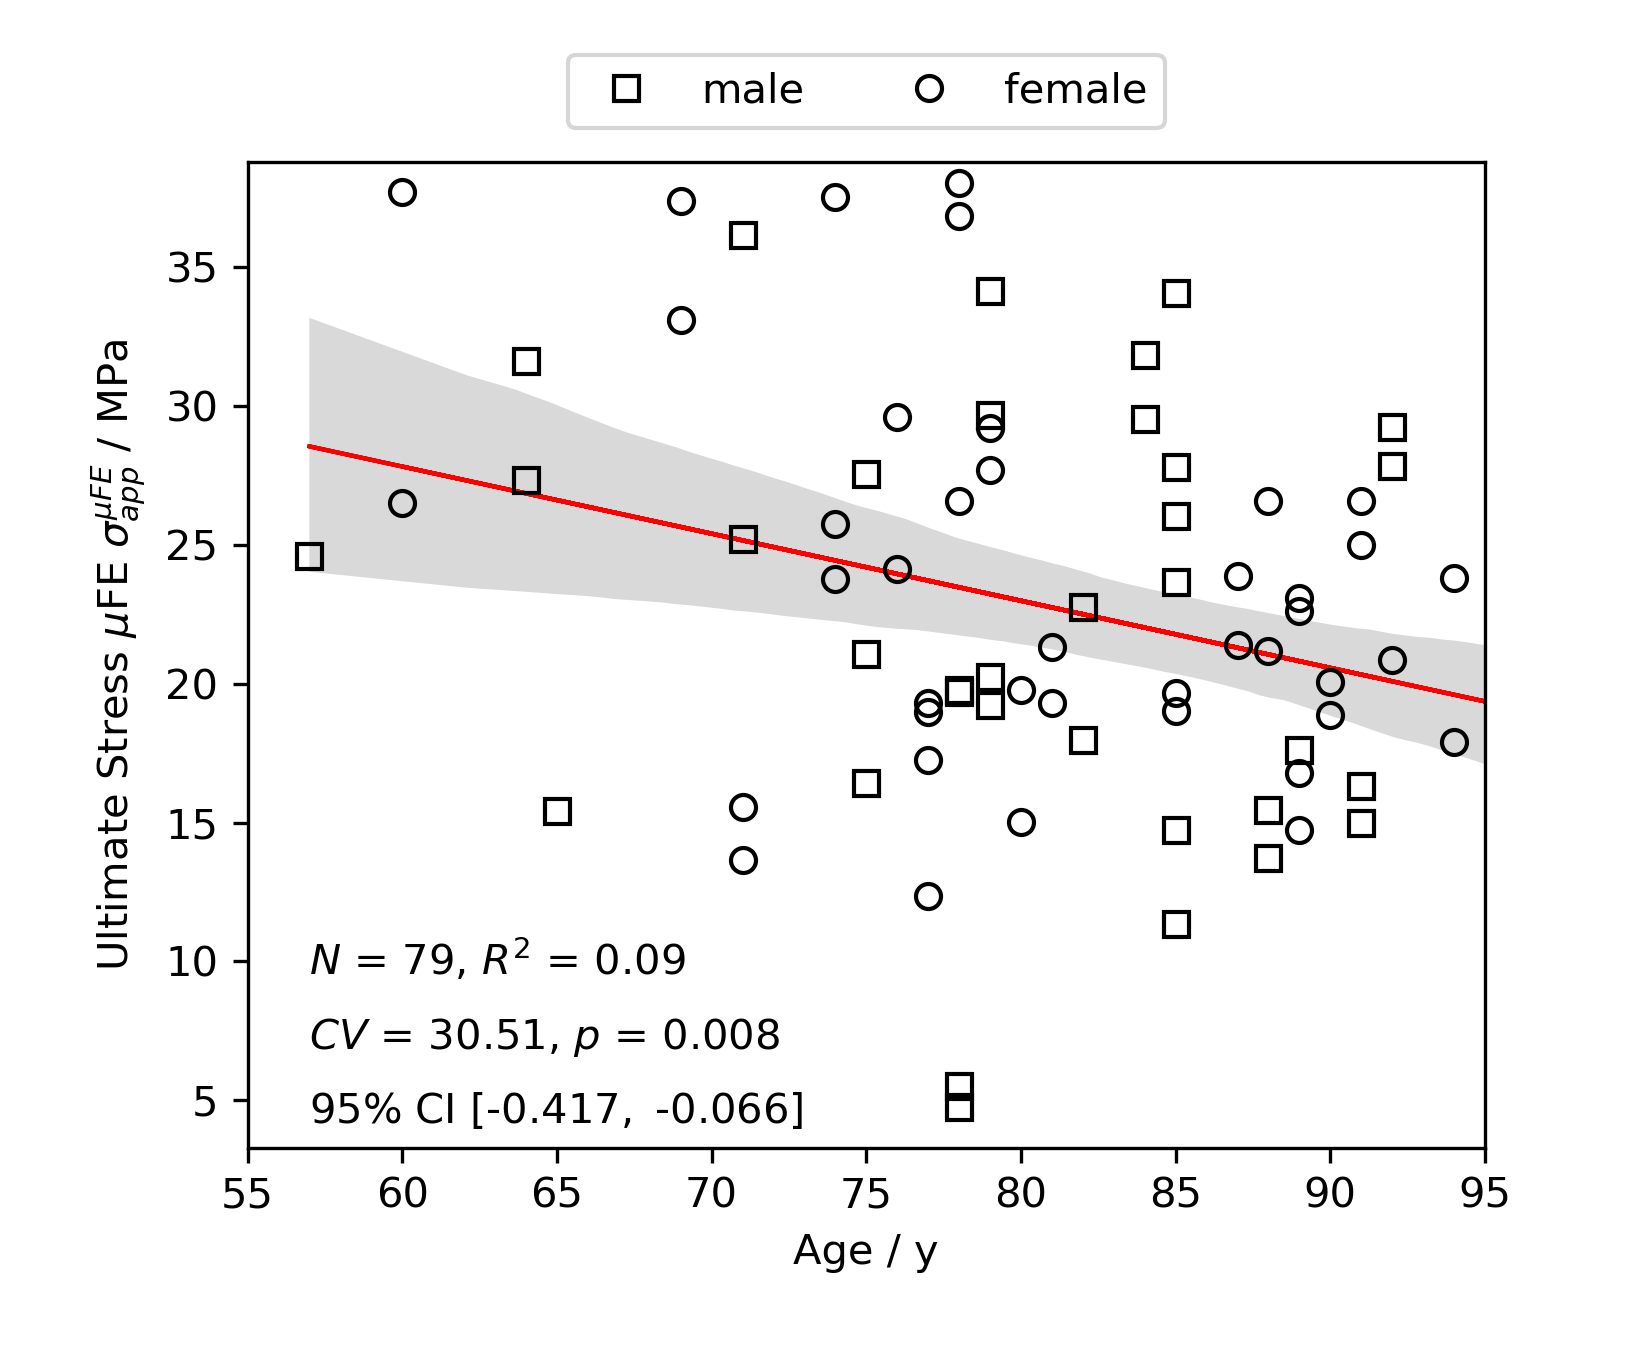 male female
Ultimate Stress μFE σ_app^μFE / MPa
35
30
25
20
15
10
5
N = 79, R² = 0.09
CV = 30.51, p = 0.008
95% CI [-0.417, -0.066]
55 60 65 70 75 80 85 90 95
Age / y